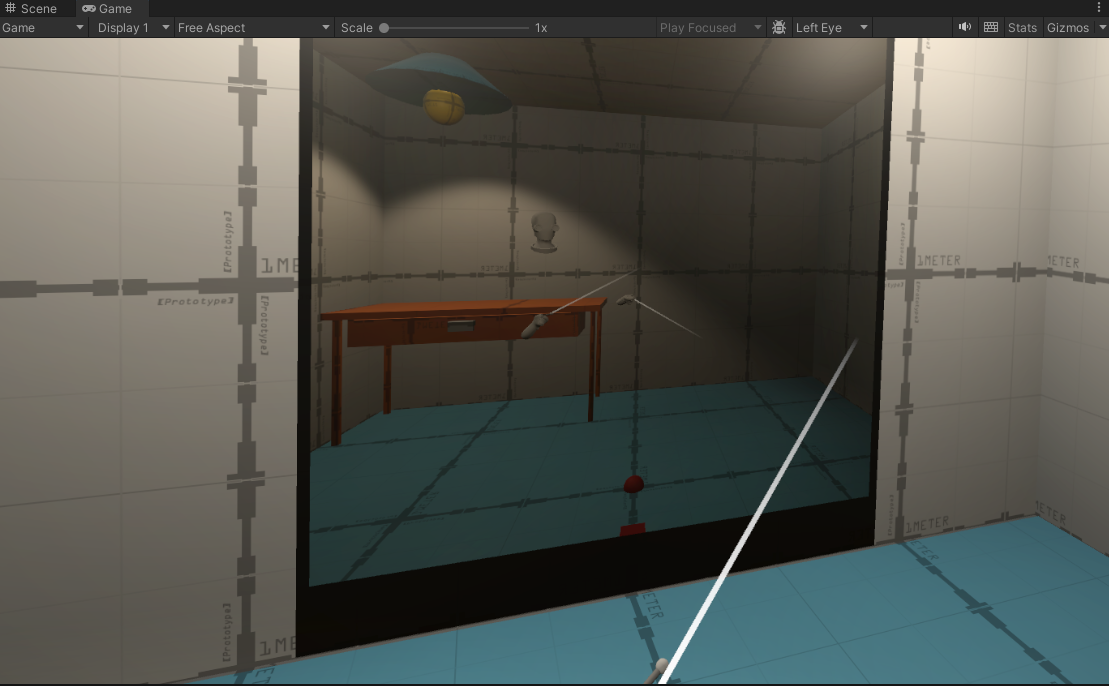 Scene Game
Game Display 1 Free Aspect Scale 1x Play Focused Left Eye Stats Gizmos
[Prototype]
1ME
[Prototype]
[Prototype]
1METER
METER
[Prototype]
1ME
1METER
METER
METER